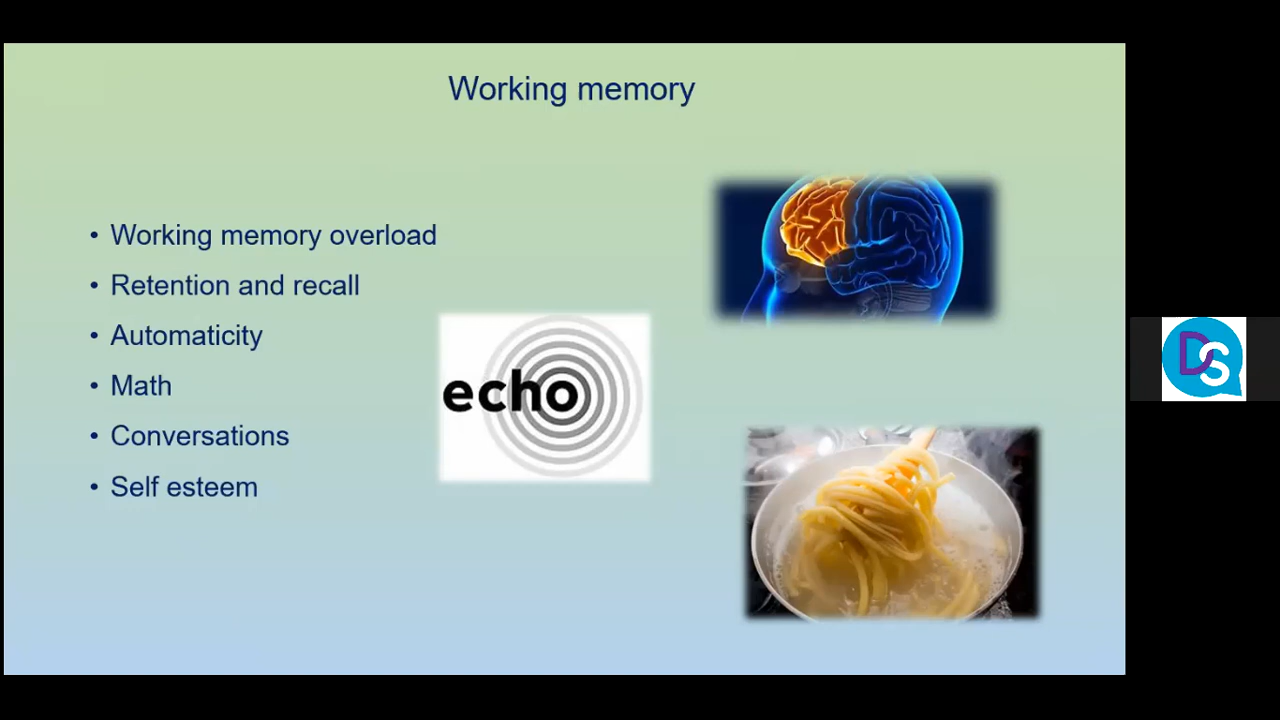 Working memory
• Working memory overload
• Retention and recall
• Automaticity
• Math
• Conversations
• Self esteem
echo
DS